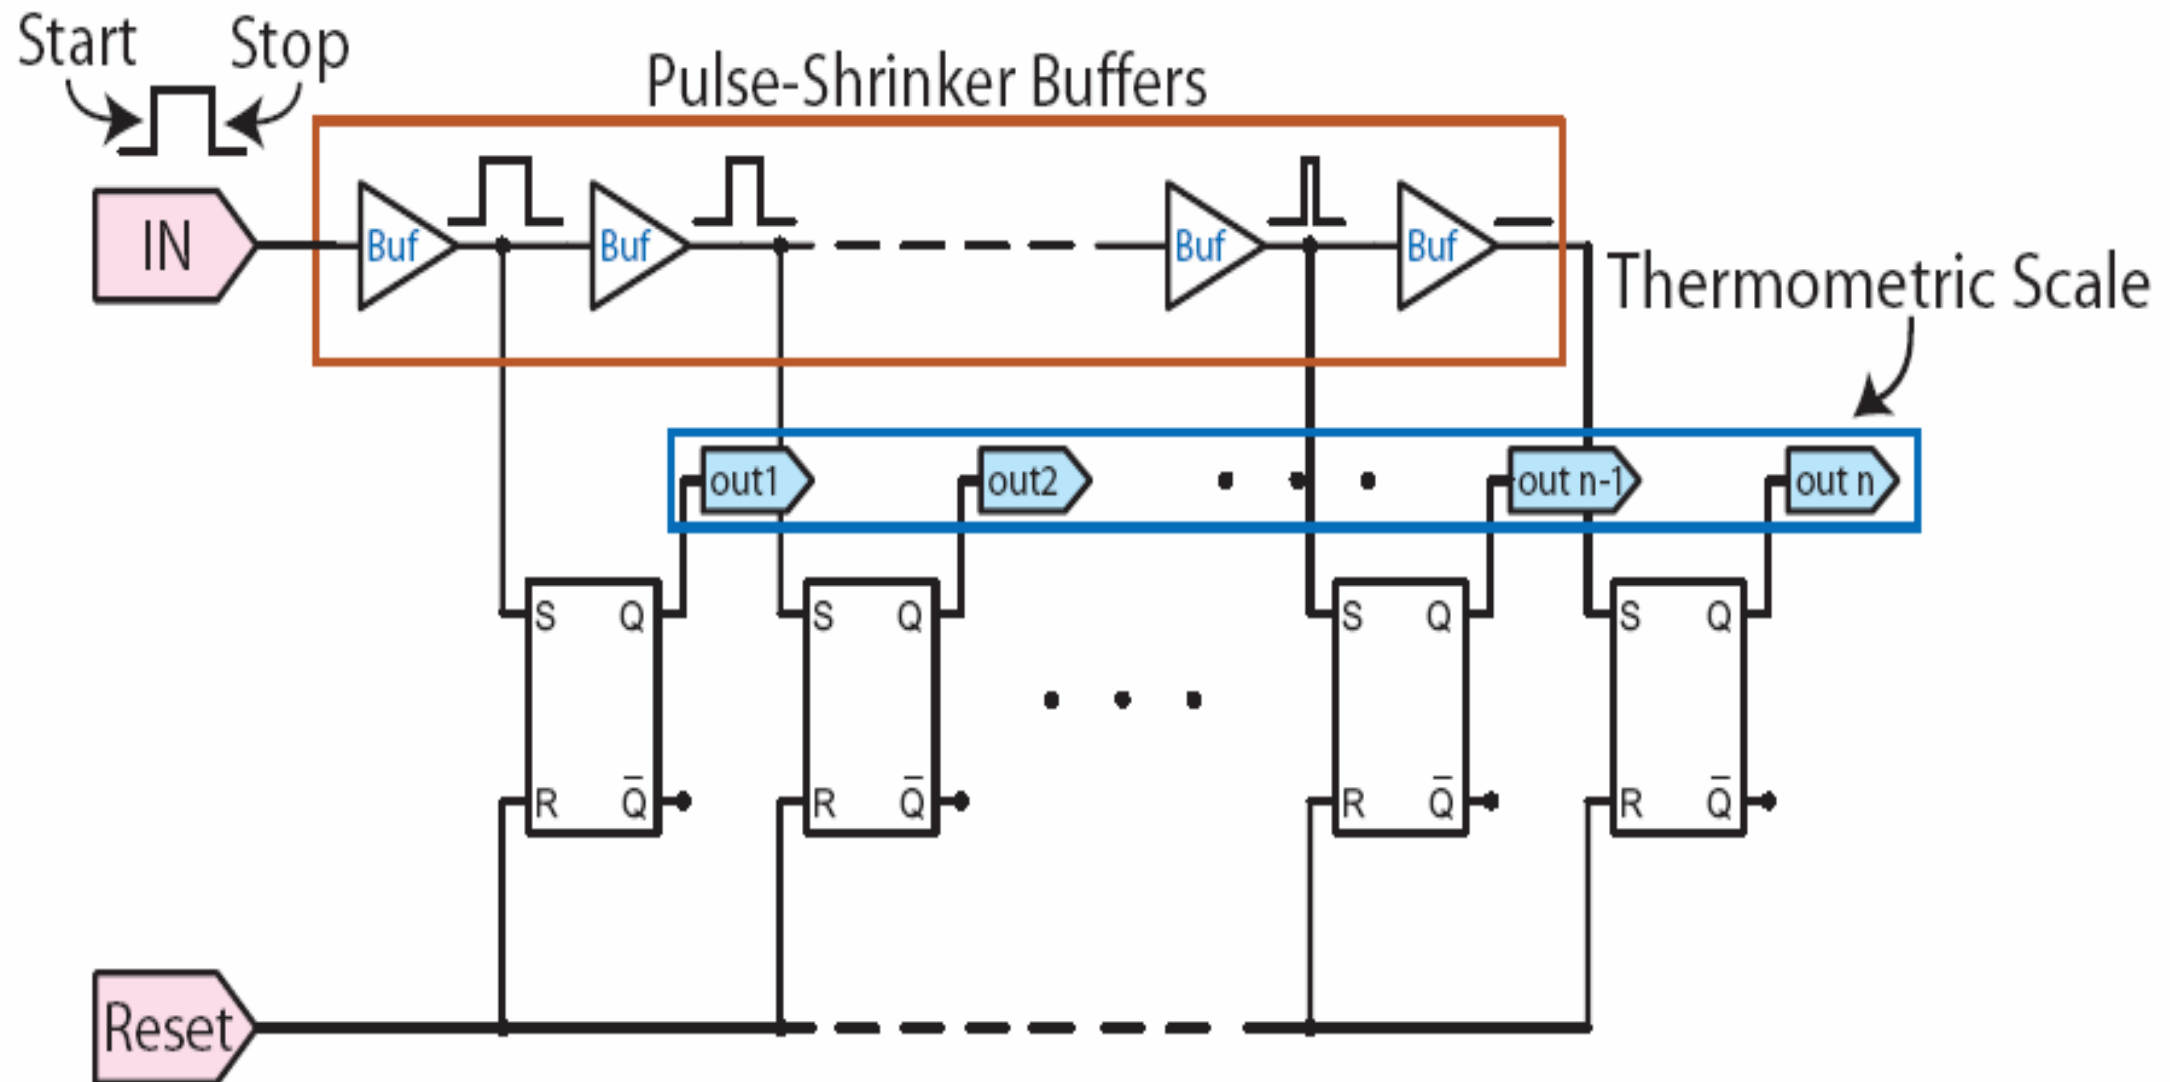 Start
Stop
Pulse-Shrinker Buffers
IN
Buf
Buf
Buf
Buf
Thermometric Scale
out1
out2
out n-1
out n
S Q
S Q
S Q
S Q
R Q̅
R Q̅
R Q̅
R Q̅
Reset